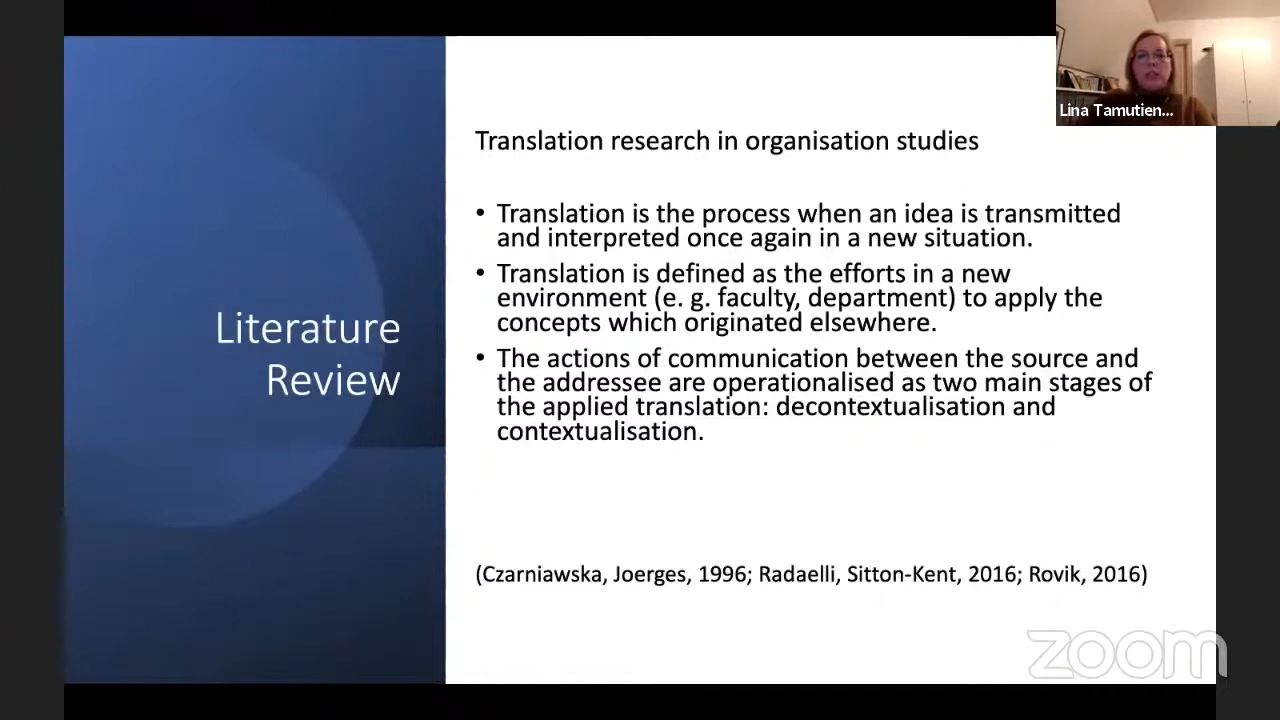 Lina Tamutien...
Translation research in organisation studies
• Translation is the process when an idea is transmitted
and interpreted once again in a new situation.
• Translation is defined as the efforts in a new
environment (e. g. faculty, department) to apply the
concepts which originated elsewhere.
• The actions of communication between the source and
the addressee are operationalised as two main stages of
the applied translation: decontextualisation and
contextualisation.
Literature
Review
(Czarniawska, Joerges, 1996; Radaelli, Sitton-Kent, 2016; Rovik, 2016)
zoom